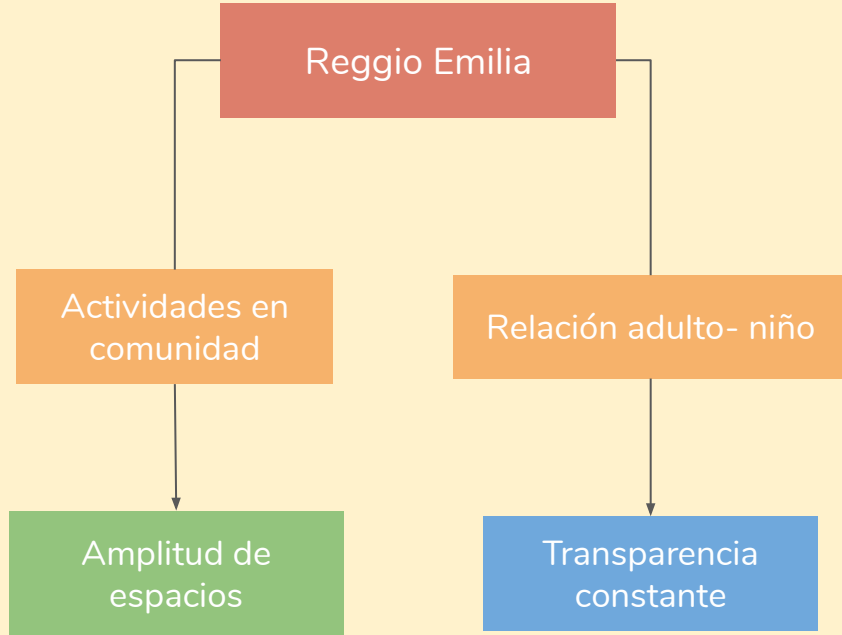 Reggio Emilia
Actividades en
comunidad
Relación adulto- niño
Amplitud de
espacios
Transparencia
constante